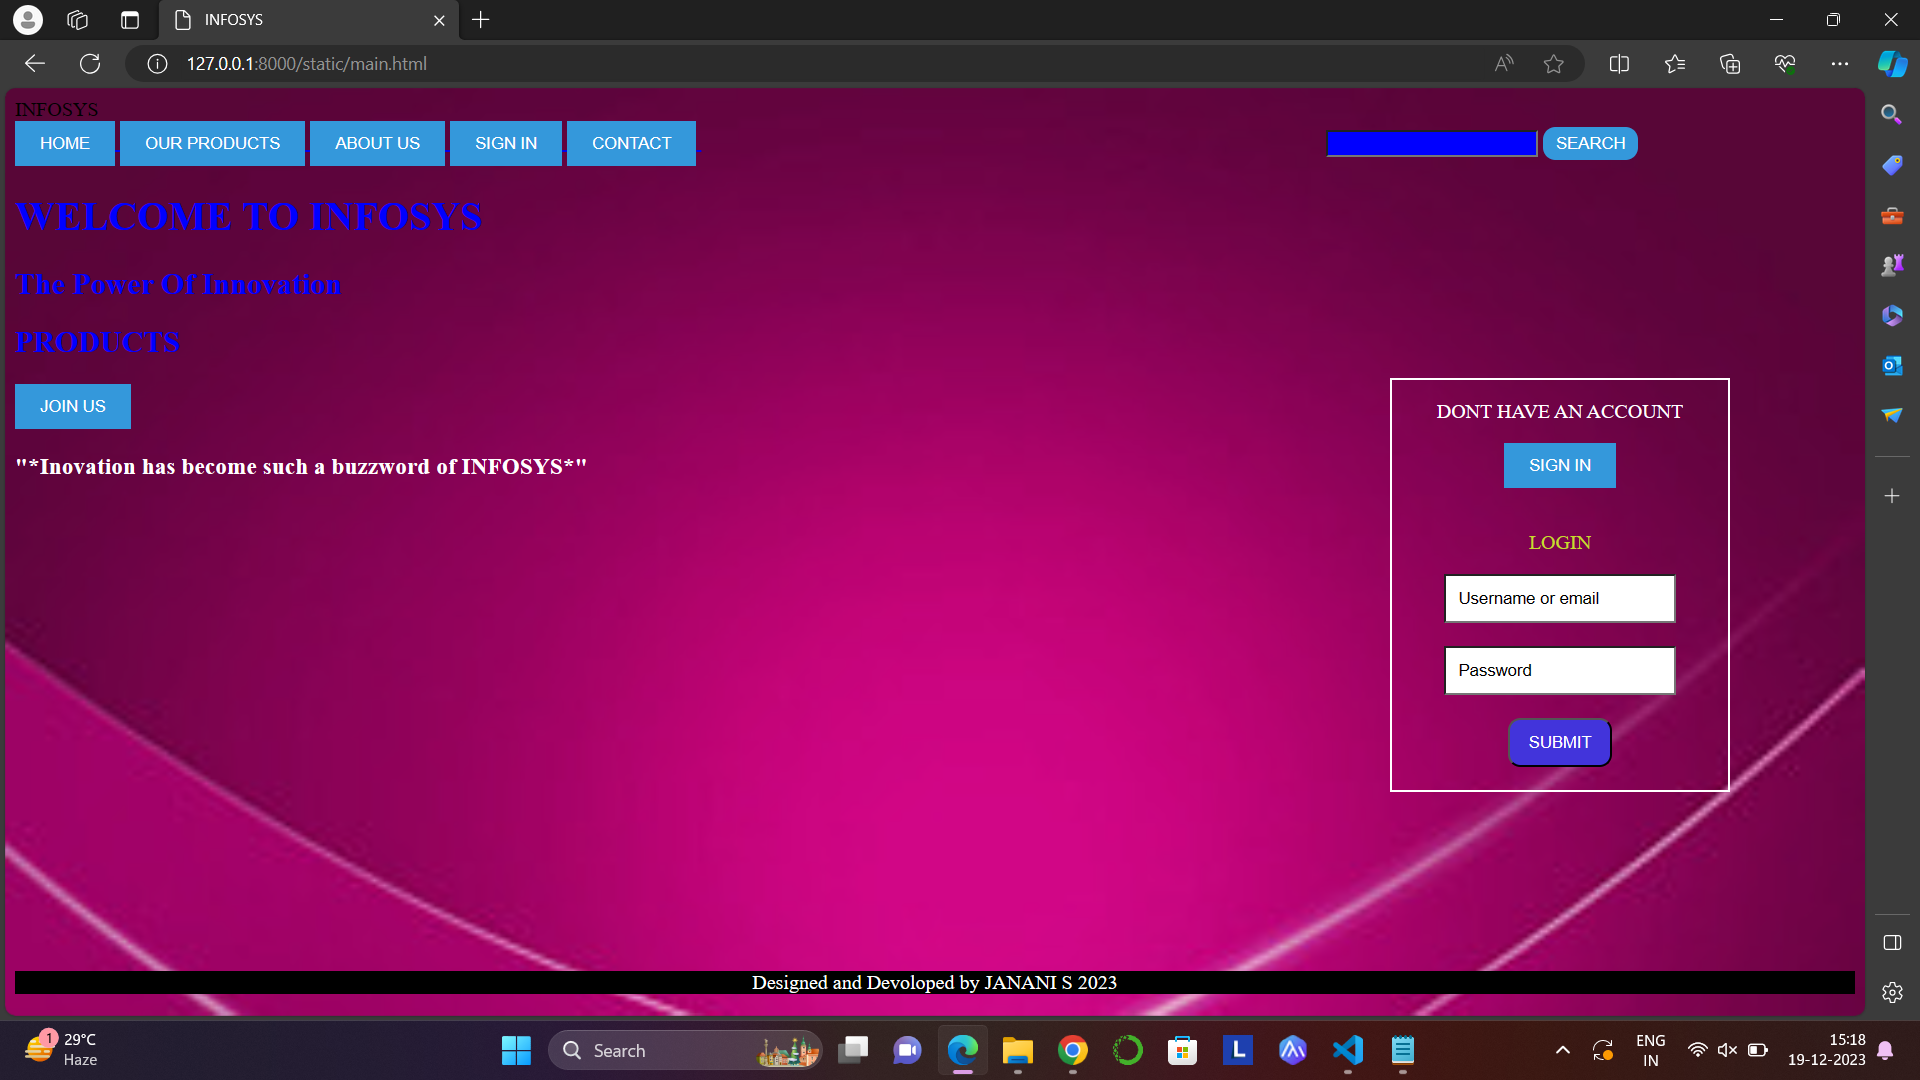 INFOSYS
127.0.0.1:8000/static/main.html
INFOSYS
HOME OUR PRODUCTS ABOUT US SIGN IN CONTACT SEARCH
WELCOME TO INFOSYS
The Power Of Innovation
PRODUCTS
JOIN US
"*Inovation has become such a buzzword of INFOSYS*"
DONT HAVE AN ACCOUNT
SIGN IN
LOGIN
Username or email
Password
SUBMIT
Designed and Devoloped by JANANI S 2023
1
29°C
Haze
Search
L
ENG
IN
15:18
19-12-2023